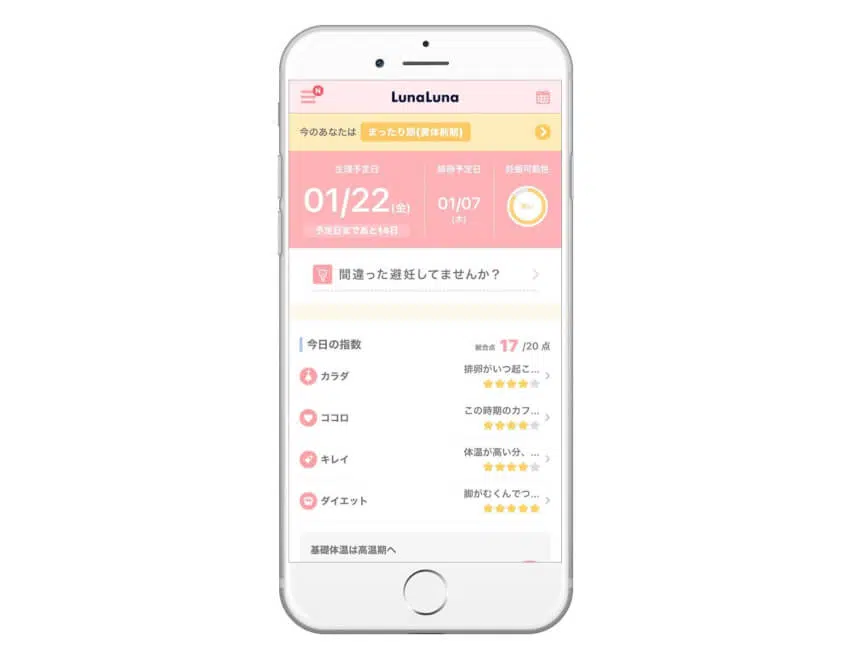 N
LunaLuna
今のあなたは まったり期(黄体前期)
生理予定日
01/22(金)
予定日まであと14日
排卵予定日
01/07
(木)
妊娠可能性
間違った避妊してませんか？
今日の指数
総合点 17 /20 点
カラダ
排卵がいつ起こ...
ココロ
この時期のカフ...
キレイ
体温が高い分、...
ダイエット
脚がむくんでつ...
基礎体温は高温期へ